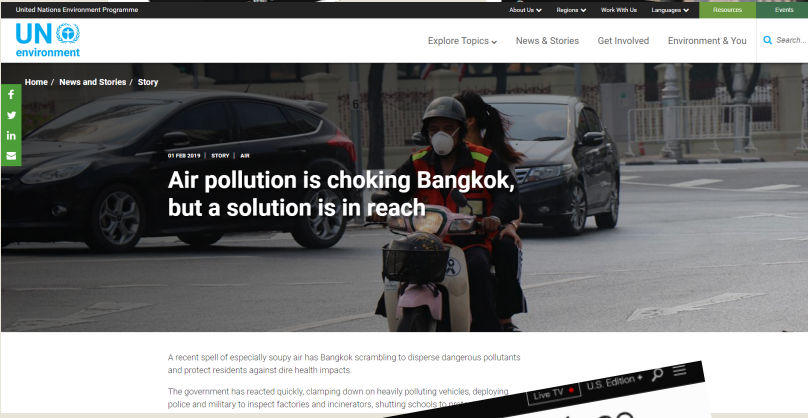 United Nations Environment Programme
About Us
Regions
Work With Us
Languages
Resources
Events
UN
environment
Explore Topics
News & Stories
Get Involved
Environment & You
Search...
Home / News and Stories / Story
6
01 FEB 2019 | STORY | AIR
Air pollution is choking Bangkok,
but a solution is in reach
A recent spell of especially soupy air has Bangkok scrambling to disperse dangerous pollutants
and protect residents against dire health impacts.
The government has reacted quickly, clamping down on heavily polluting vehicles, deploying
police and military to inspect factories and incinerators, shutting schools to
Live TV
U.S. Edition +